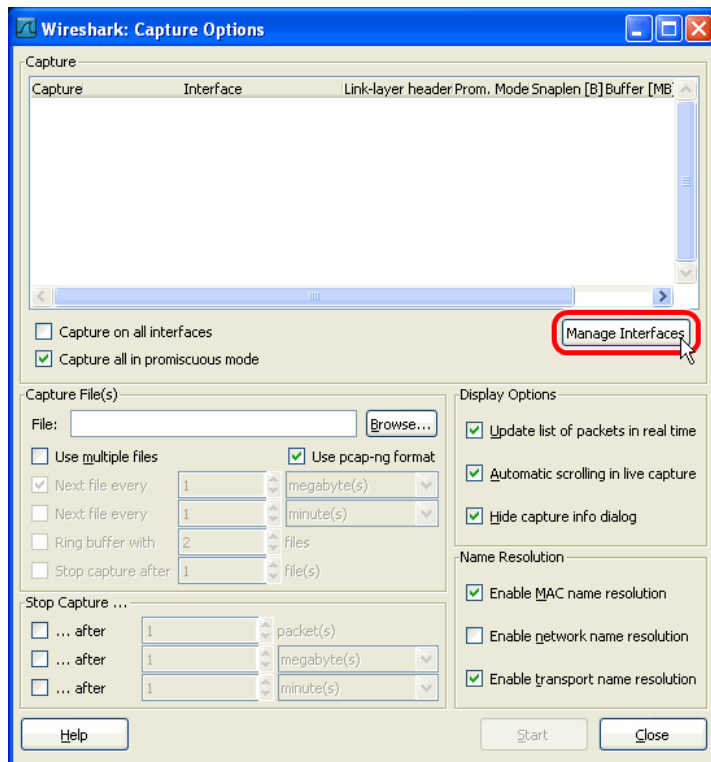 Wireshark: Capture Options
Capture
Capture Interface Link-layer header Prom. Mode Snaplen [B] Buffer [MB]
Capture on all interfaces
Manage Interfaces
Capture all in promiscuous mode
Capture File(s)
File: Browse...
Use multiple files Use pcap-ng format
Next file every 1 megabyte(s)
Next file every 1 minute(s)
Ring buffer with 2 files
Stop capture after 1 file(s)
Stop Capture ...
... after 1 packet(s)
... after 1 megabyte(s)
... after 1 minute(s)
Display Options
Update list of packets in real time
Automatic scrolling in live capture
Hide capture info dialog
Name Resolution
Enable MAC name resolution
Enable network name resolution
Enable transport name resolution
Help Start Close